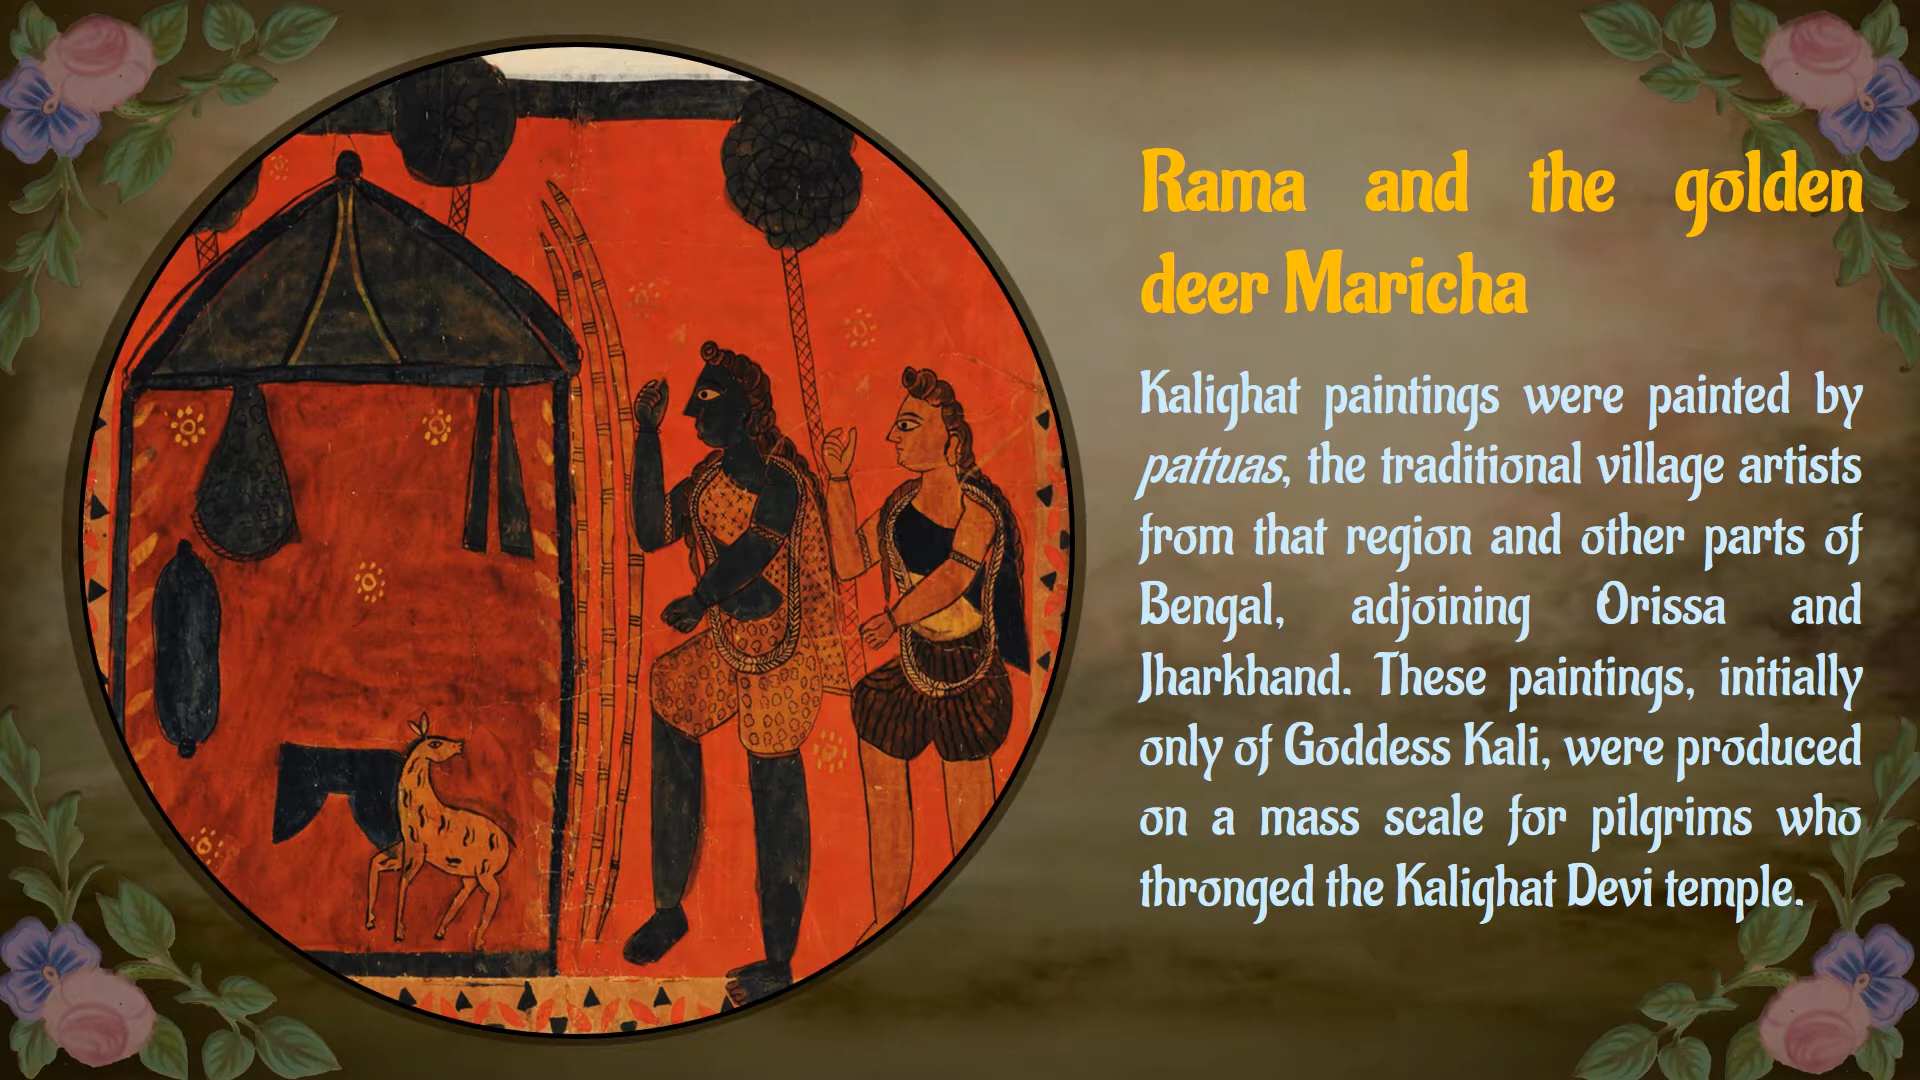 Rama and the golden
deer Maricha
Kalighat paintings were painted by
pattuas, the traditional village artists
from that region and other parts of
Bengal, adjoining Orissa and
Jharkhand. These paintings, initially
only of Goddess Kali, were produced
on a mass scale for pilgrims who
thronged the Kalighat Devi temple.